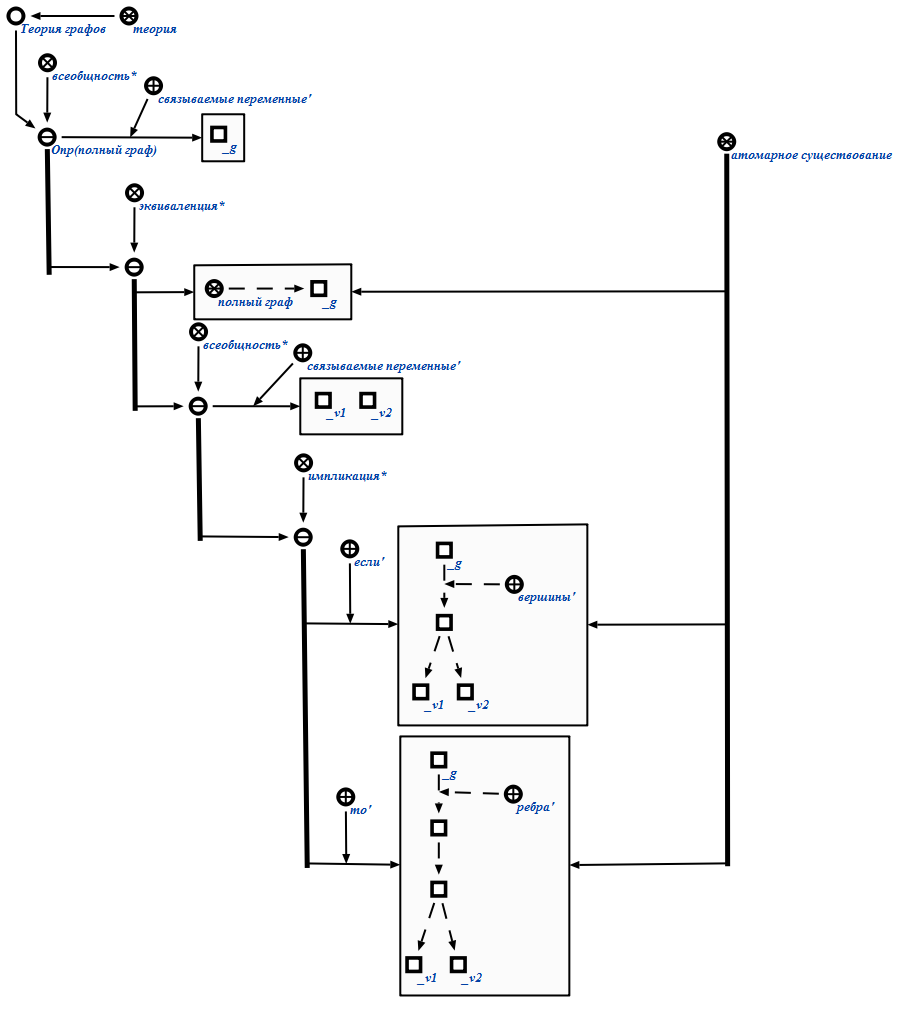 Теория графов
теория
всеобщность*
связываемые переменные'
_g
Опр(полный граф)
атомарное существование
эквиваленция*
полный граф
_g
всеобщность*
связываемые переменные'
_v1
_v2
импликация*
если'
_g
вершины'
_v1
_v2
_g
то'
ребра'
_v1
_v2